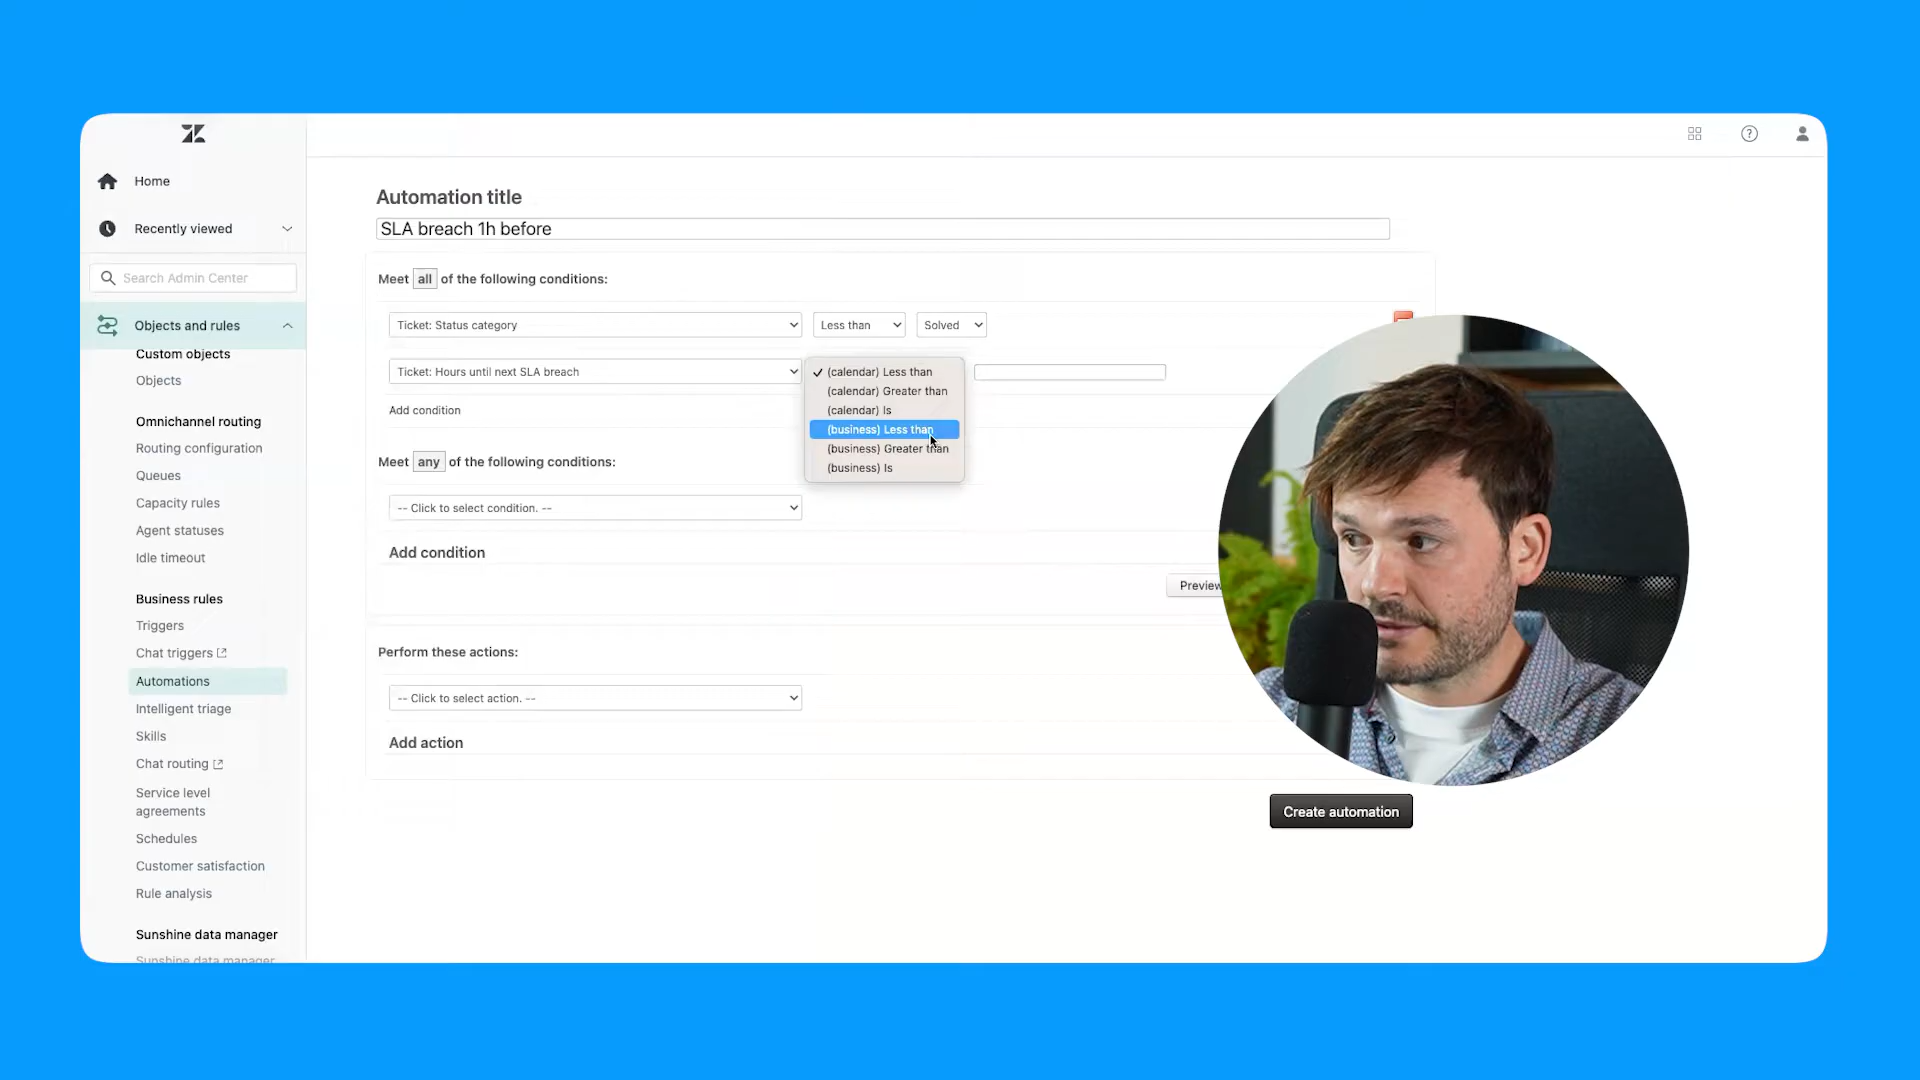 Home
Recently viewed
Search Admin Center
Objects and rules
Custom objects
Objects
Omnichannel routing
Routing configuration
Queues
Capacity rules
Agent statuses
Idle timeout
Business rules
Triggers
Chat triggers
Automations
Intelligent triage
Skills
Chat routing
Service level
agreements
Schedules
Customer satisfaction
Rule analysis
Sunshine data manager
Sunshine data manager
Automation title
SLA breach 1h before
Meet all of the following conditions:
Ticket: Status category Less than Solved
Ticket: Hours until next SLA breach
✓ (calendar) Less than
(calendar) Greater than
(calendar) Is
(business) Less than
(business) Greater than
(business) Is
Add condition
Meet any of the following conditions:
-- Click to select condition. --
Add condition
Preview
Perform these actions:
-- Click to select action. --
Add action
Create automation